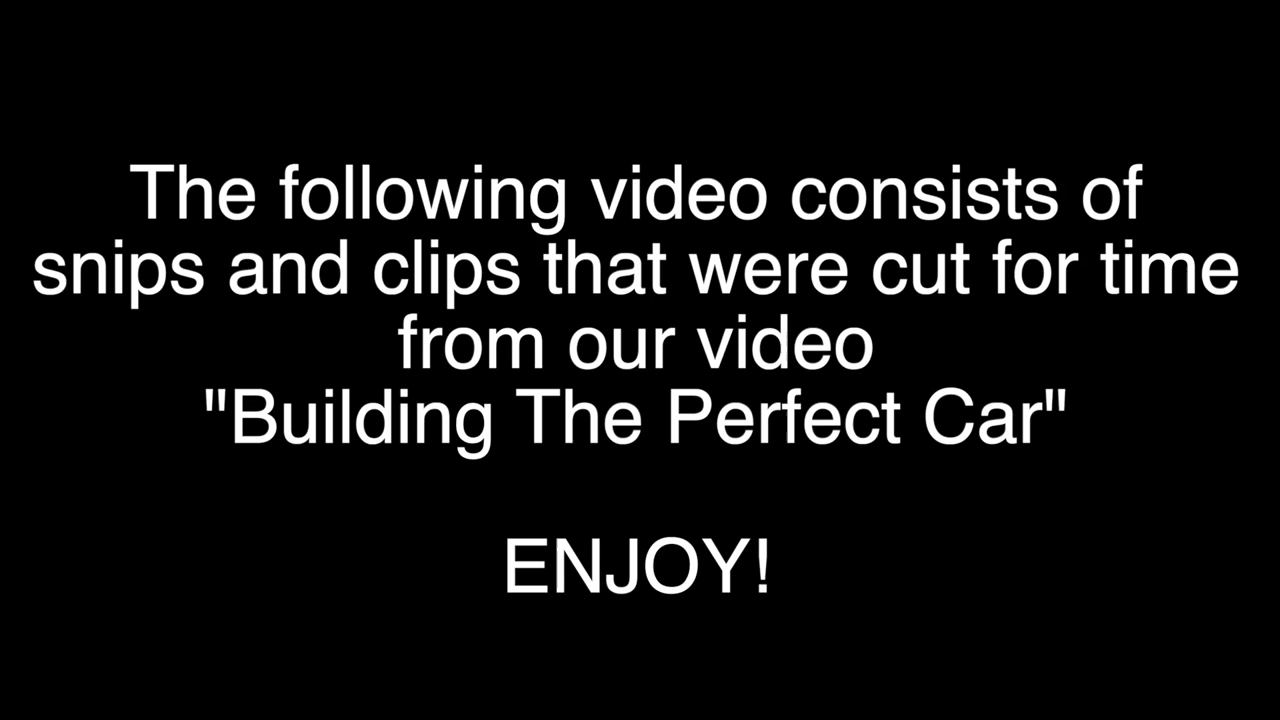 The following video consists of
snips and clips that were cut for time
from our video
"Building The Perfect Car"
ENJOY!